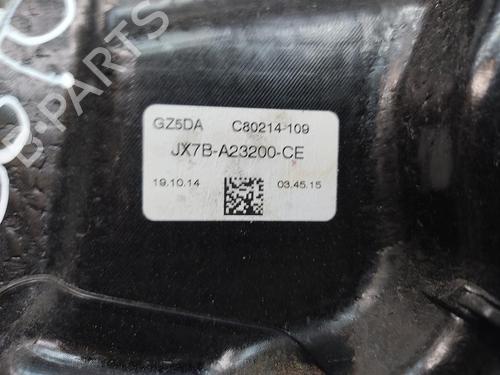 B-PARTS
GZ5DA C80214-109
JX7B-A23200-CE
19.10.14 03.45.15